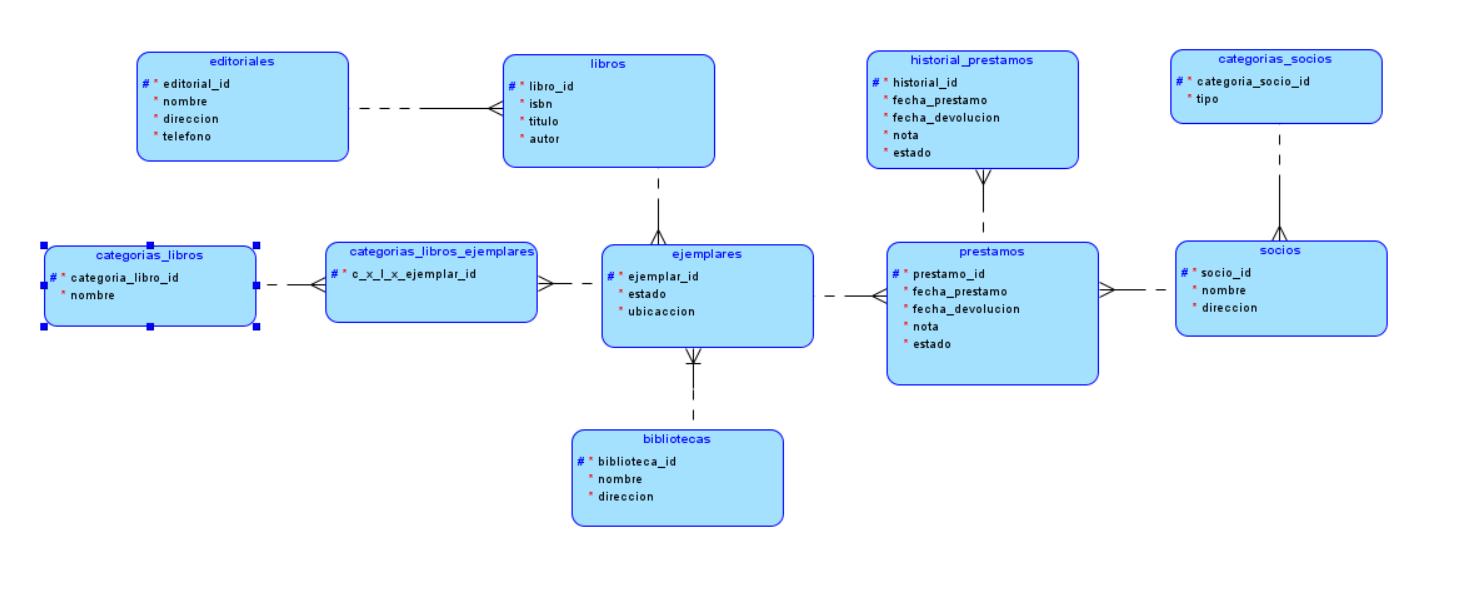 editoriales
# * editorial_id
* nombre
* direccion
* telefono
libros
# * libro_id
* isbn
* titulo
* autor
historial_prestamos
# * historial_id
* fecha_prestamo
* fecha_devolucion
* nota
* estado
categorias_socios
# * categoria_socio_id
* tipo
categorias_libros
# * categoria_libro_id
* nombre
categorias_libros_ejemplares
# * c_x_l_x_ejemplar_id
ejemplares
# * ejemplar_id
* estado
* ubicaccion
prestamos
# * prestamo_id
* fecha_prestamo
* fecha_devolucion
* nota
* estado
socios
# * socio_id
* nombre
* direccion
bibliotecas
# * biblioteca_id
* nombre
* direccion